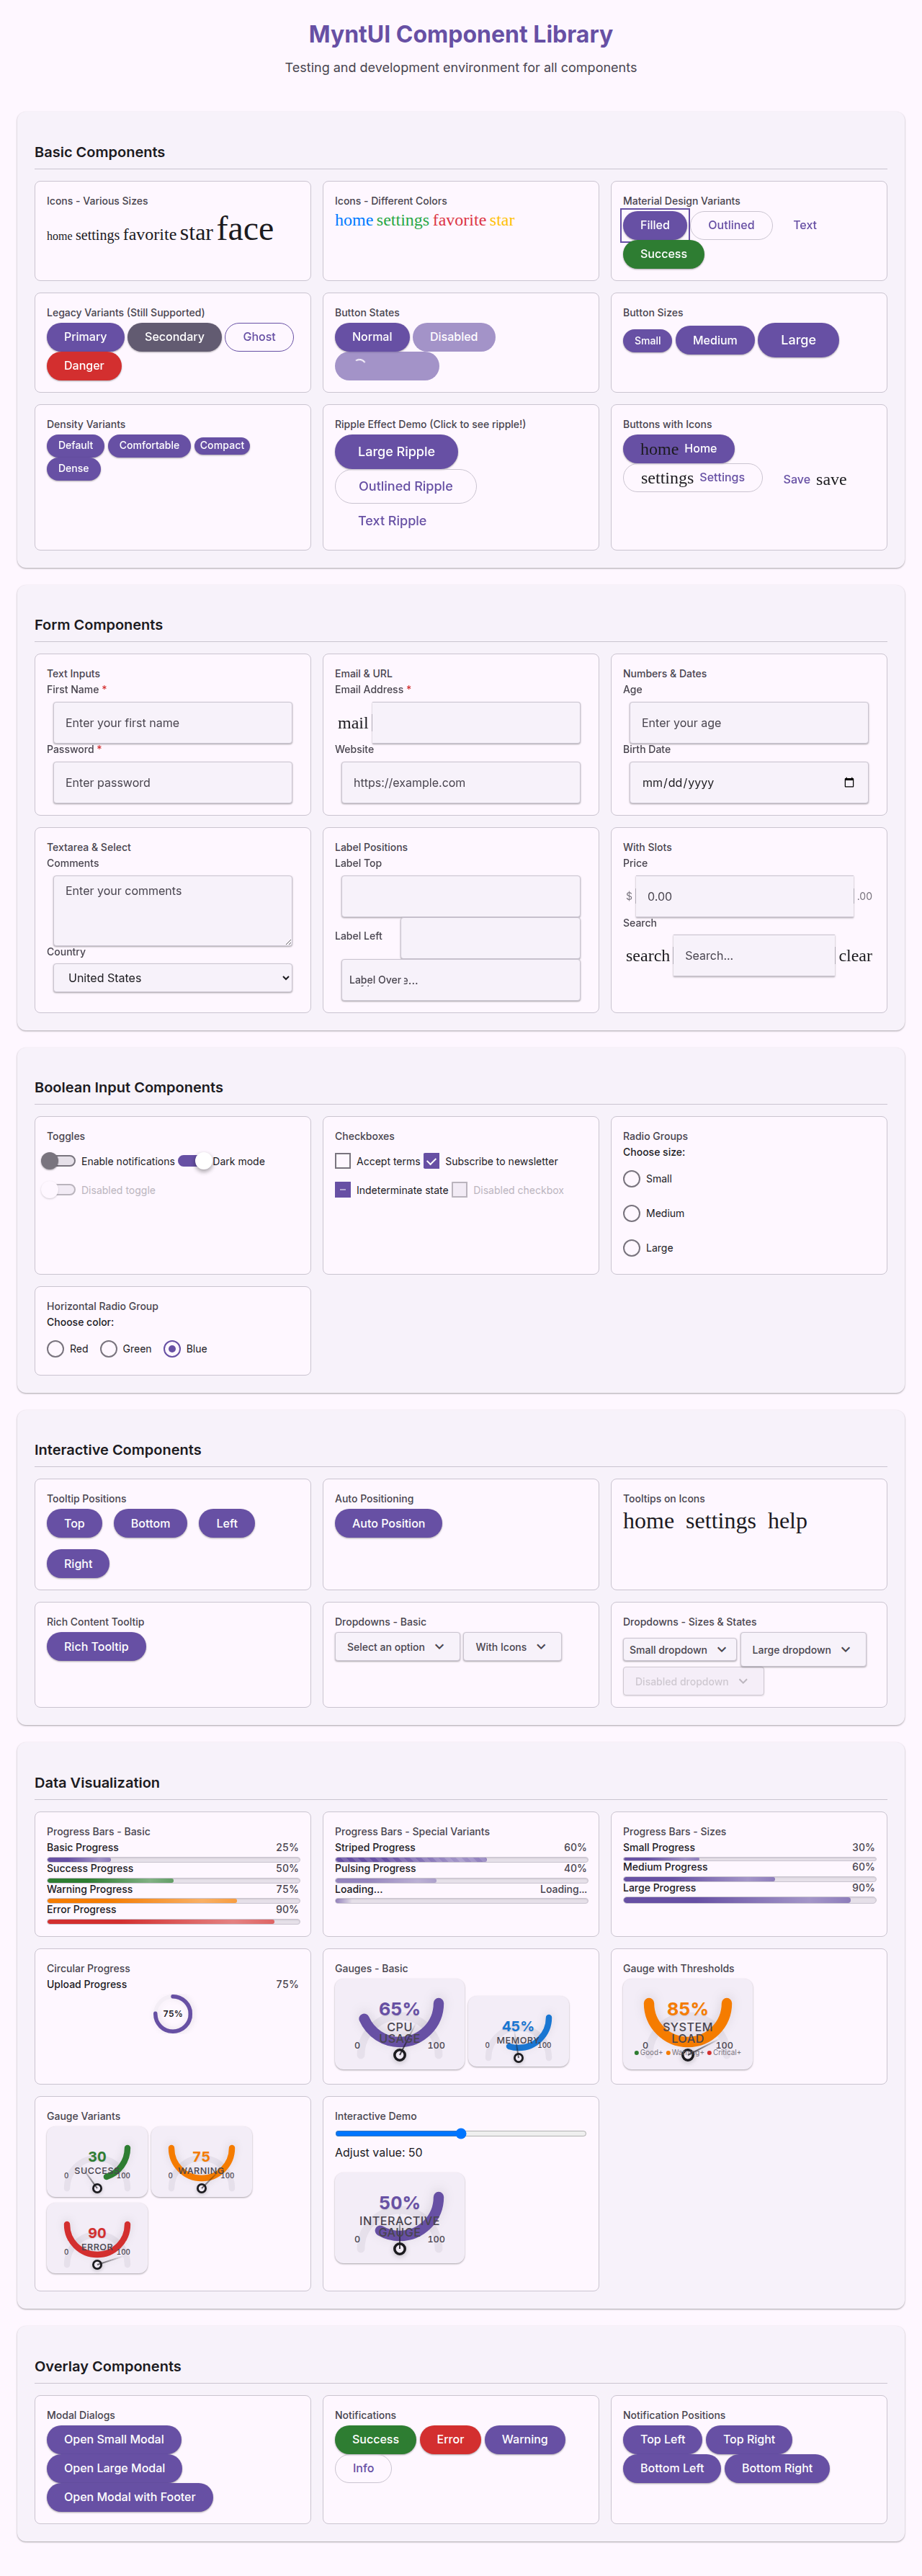 MyntUI Component Library
Testing and development environment for all components
Basic Components
Icons - Various Sizes
home settings favorite star face
Icons - Different Colors
home settings favorite star
Material Design Variants
Filled Outlined Text
Success
Legacy Variants (Still Supported)
Primary Secondary Ghost
Danger
Button States
Normal Disabled
Button Sizes
Small Medium Large
Density Variants
Default Comfortable Compact
Dense
Ripple Effect Demo (Click to see ripple!)
Large Ripple
Outlined Ripple
Text Ripple
Buttons with Icons
home Home
settings Settings Save save
Form Components
Text Inputs
First Name *
Enter your first name
Password *
Enter password
Email & URL
Email Address *
mail
Website
https://example.com
Numbers & Dates
Age
Enter your age
Birth Date
mm/dd/yyyy
Textarea & Select
Comments
Enter your comments
Country
United States
Label Positions
Label Top
Label Left
Label Over
With Slots
Price
$ 0.00 .00
Search
search Search... clear
Boolean Input Components
Toggles
Enable notifications Dark mode
Disabled toggle
Checkboxes
Accept terms Subscribe to newsletter
Indeterminate state Disabled checkbox
Radio Groups
Choose size:
Small
Medium
Large
Horizontal Radio Group
Choose color:
Red Green Blue
Interactive Components
Tooltip Positions
Top Bottom Left
Right
Auto Positioning
Auto Position
Tooltips on Icons
home settings help
Rich Content Tooltip
Rich Tooltip
Dropdowns - Basic
Select an option With Icons
Dropdowns - Sizes & States
Small dropdown Large dropdown
Disabled dropdown
Data Visualization
Progress Bars - Basic
Basic Progress 25%
Success Progress 50%
Warning Progress 75%
Error Progress 90%
Progress Bars - Special Variants
Striped Progress 60%
Pulsing Progress 40%
Loading... Loading...
Progress Bars - Sizes
Small Progress 30%
Medium Progress 60%
Large Progress 90%
Circular Progress
Upload Progress 75%
75%
Gauges - Basic
65%
CPU
USAGE
0 100
45%
MEMORY
0 100
Gauge with Thresholds
85%
SYSTEM
LOAD
0 100
Good+ Warning+ Critical+
Gauge Variants
30
SUCCESS
0 100
75
WARNING
0 100
90
ERROR
0 100
Interactive Demo
Adjust value: 50
50%
INTERACTIVE
GAUGE
0 100
Overlay Components
Modal Dialogs
Open Small Modal
Open Large Modal
Open Modal with Footer
Notifications
Success Error Warning
Info
Notification Positions
Top Left Top Right
Bottom Left Bottom Right